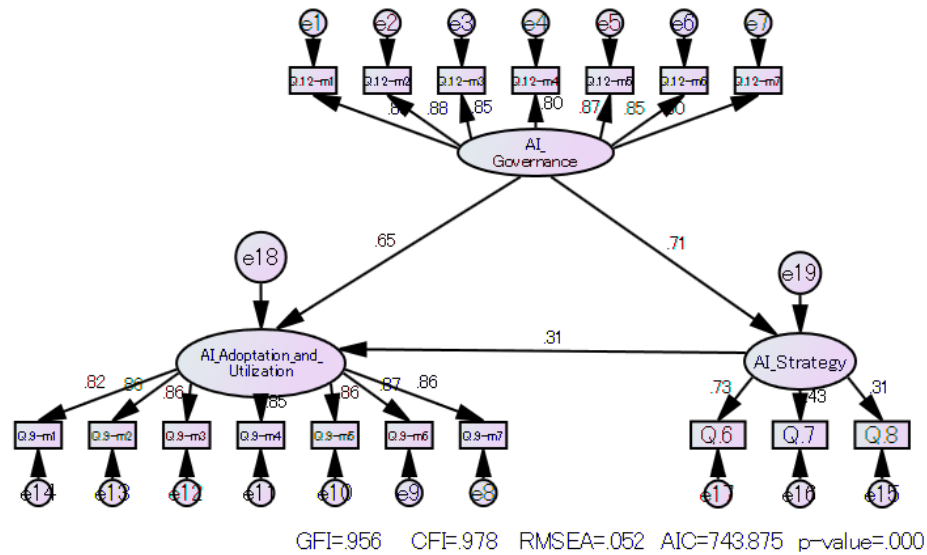 e1 e2 e3 e4 e5 e6 e7
Q.12-m1 Q.12-m2 Q.12-m3 Q.12-m4 Q.12-m5 Q.12-m6 Q.12-m7
.88 .85 .80 .87 .85
AI_
Governance
.65 .71
e18 e19
.31
AI_Adoptation_and_
Utilization
AI_Strategy
.82 .86 .86 .85 .86 .87 .86
.73 .43 .31
Q.9-m1 Q.9-m2 Q.9-m3 Q.9-m4 Q.9-m5 Q.9-m6 Q.9-m7
Q.6 Q.7 Q.8
e14 e13 e12 e11 e10 e9 e8
e17 e16 e15
GFI=.956 CFI=.978 RMSEA=.052 AIC=743.875 p-value=.000